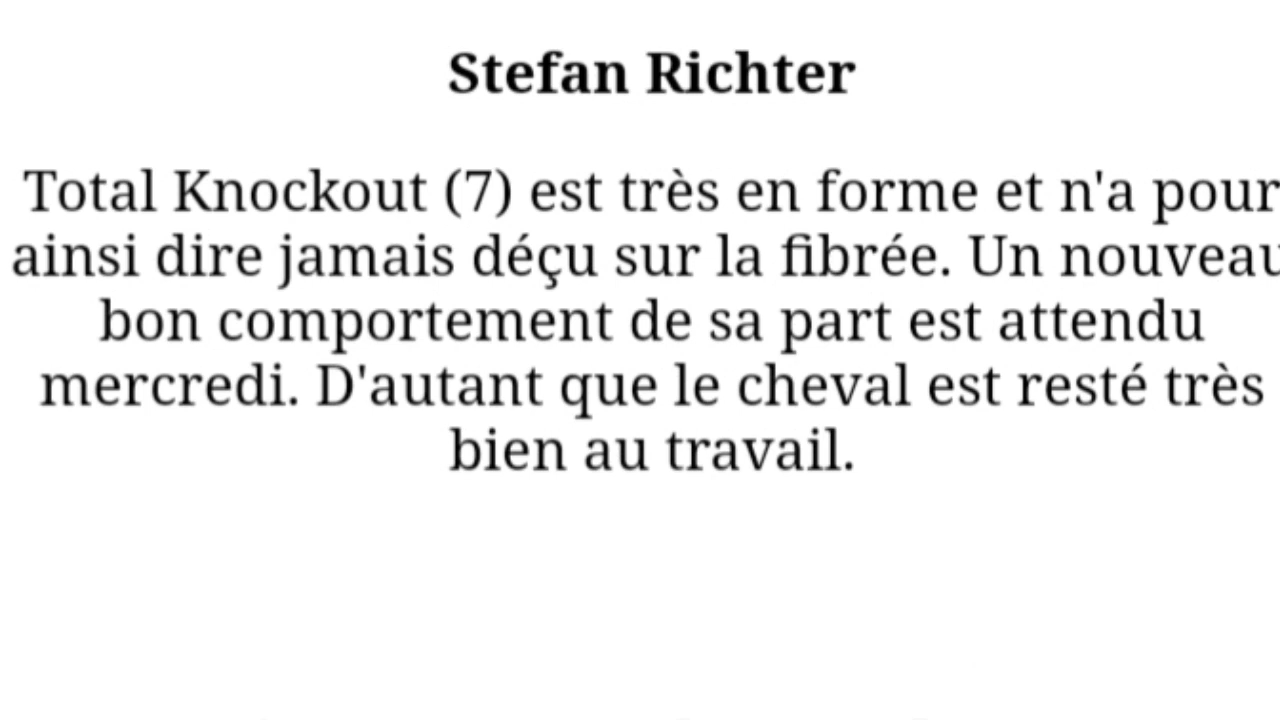 Stefan Richter
Total Knockout (7) est très en forme et n'a pour
ainsi dire jamais déçu sur la fibrée. Un nouveau
bon comportement de sa part est attendu
mercredi. D'autant que le cheval est resté très
bien au travail.